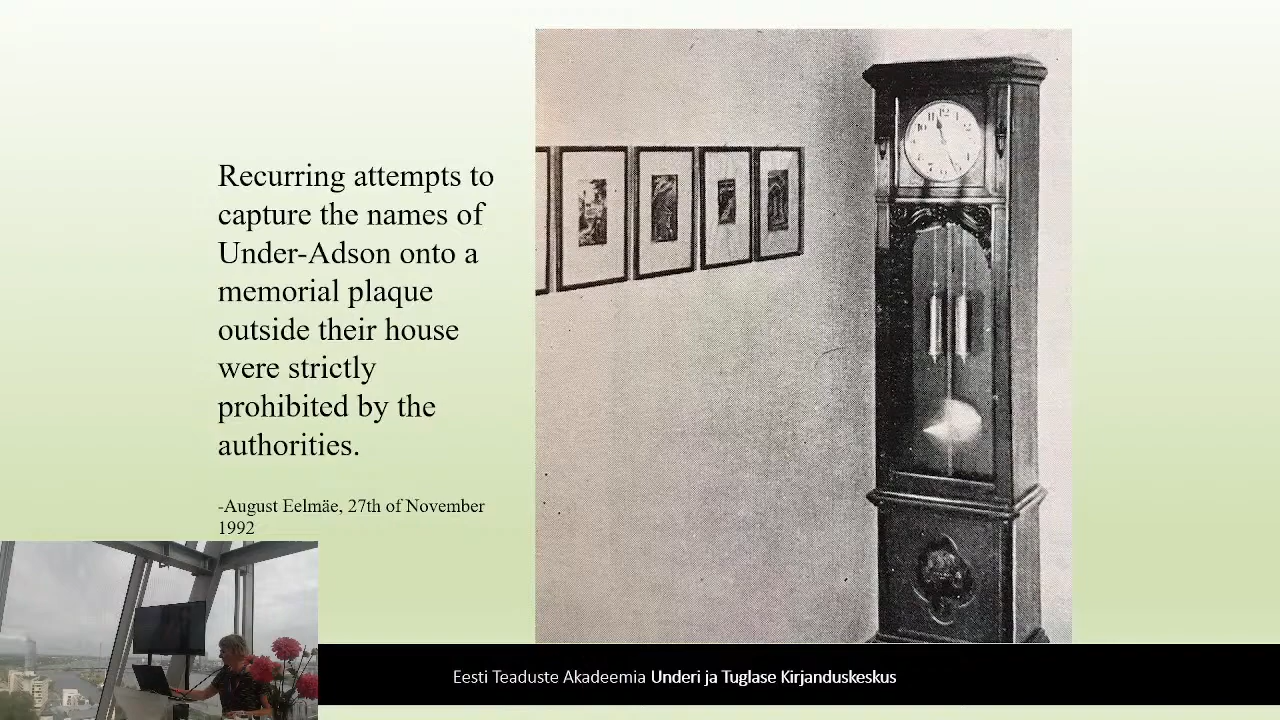 Recurring attempts to
capture the names of
Under-Adson onto a
memorial plaque
outside their house
were strictly
prohibited by the
authorities.
-August Eelmäe, 27th of November
1992
Eesti Teaduste Akadeemia Underi ja Tuglase Kirjanduskeskus